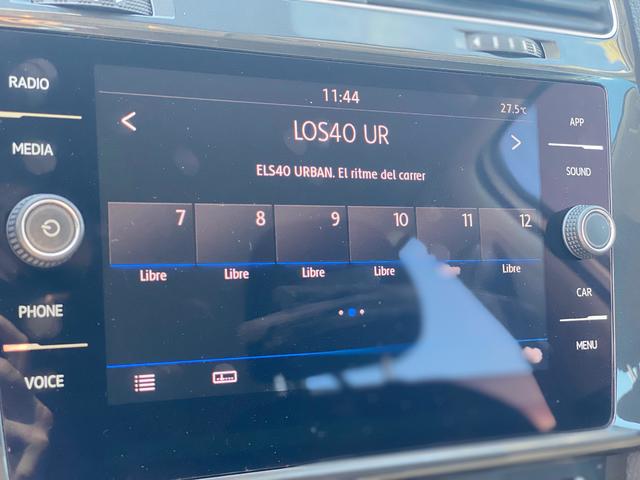 RADIO
MEDIA
PHONE
VOICE
11:44
27.5°C
<
LOS40 UR
>
ELS40 URBAN. El ritme del carrer
7 8 9 10 11 12
Libre Libre Libre Libre Libre
APP
SOUND
CAR
MENU